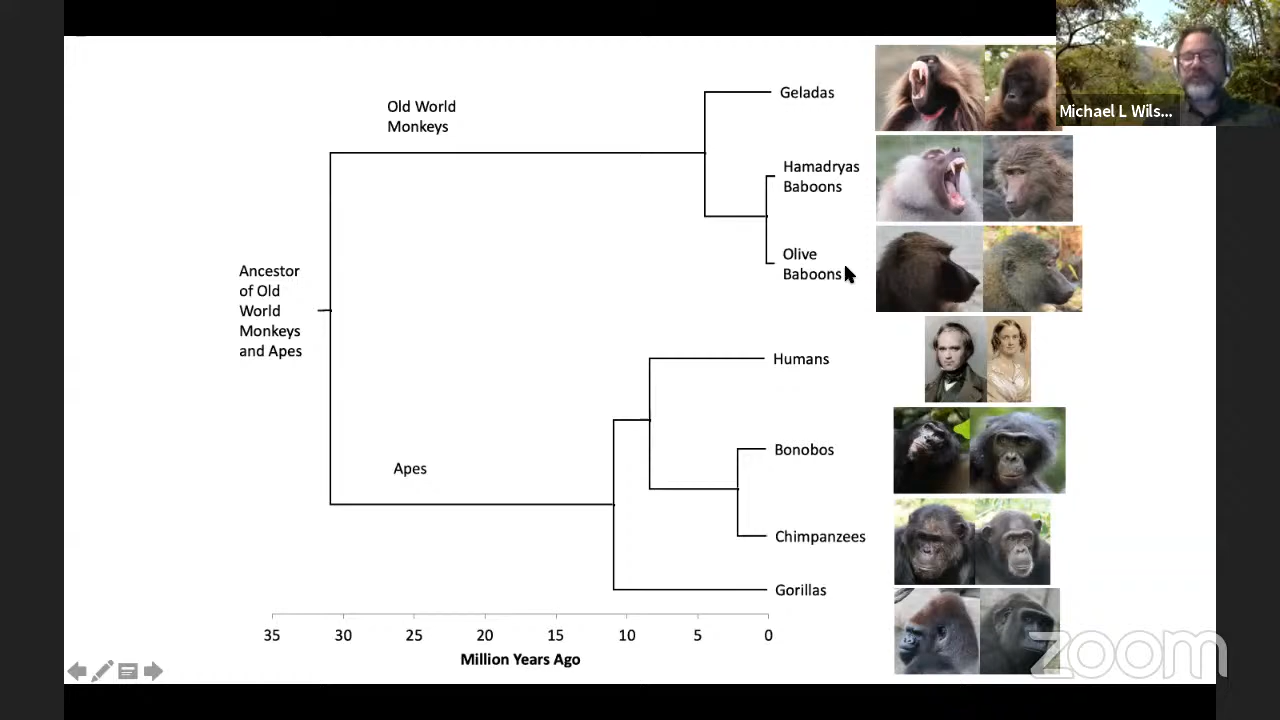 Michael L Wils...
Old World
Monkeys
Geladas
Hamadryas
Baboons
Olive
Baboons
Ancestor
of Old
World
Monkeys
and Apes
Humans
Apes
Bonobos
Chimpanzees
Gorillas
35 30 25 20 15 10 5 0
Million Years Ago
zoom